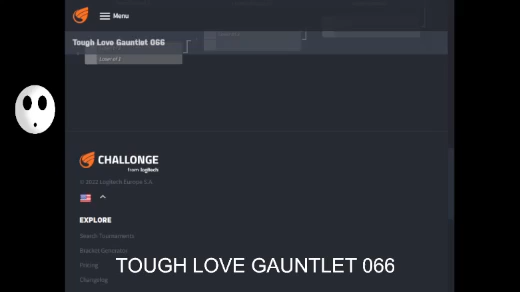 Menu
Tough Love Gauntlet 066
CHALLONGE
from logitech
© 2022 Logitech Europe S.A.
EXPLORE
Search Tournaments
Bracket Generator
Pricing
Changelog
TOUGH LOVE GAUNTLET 066